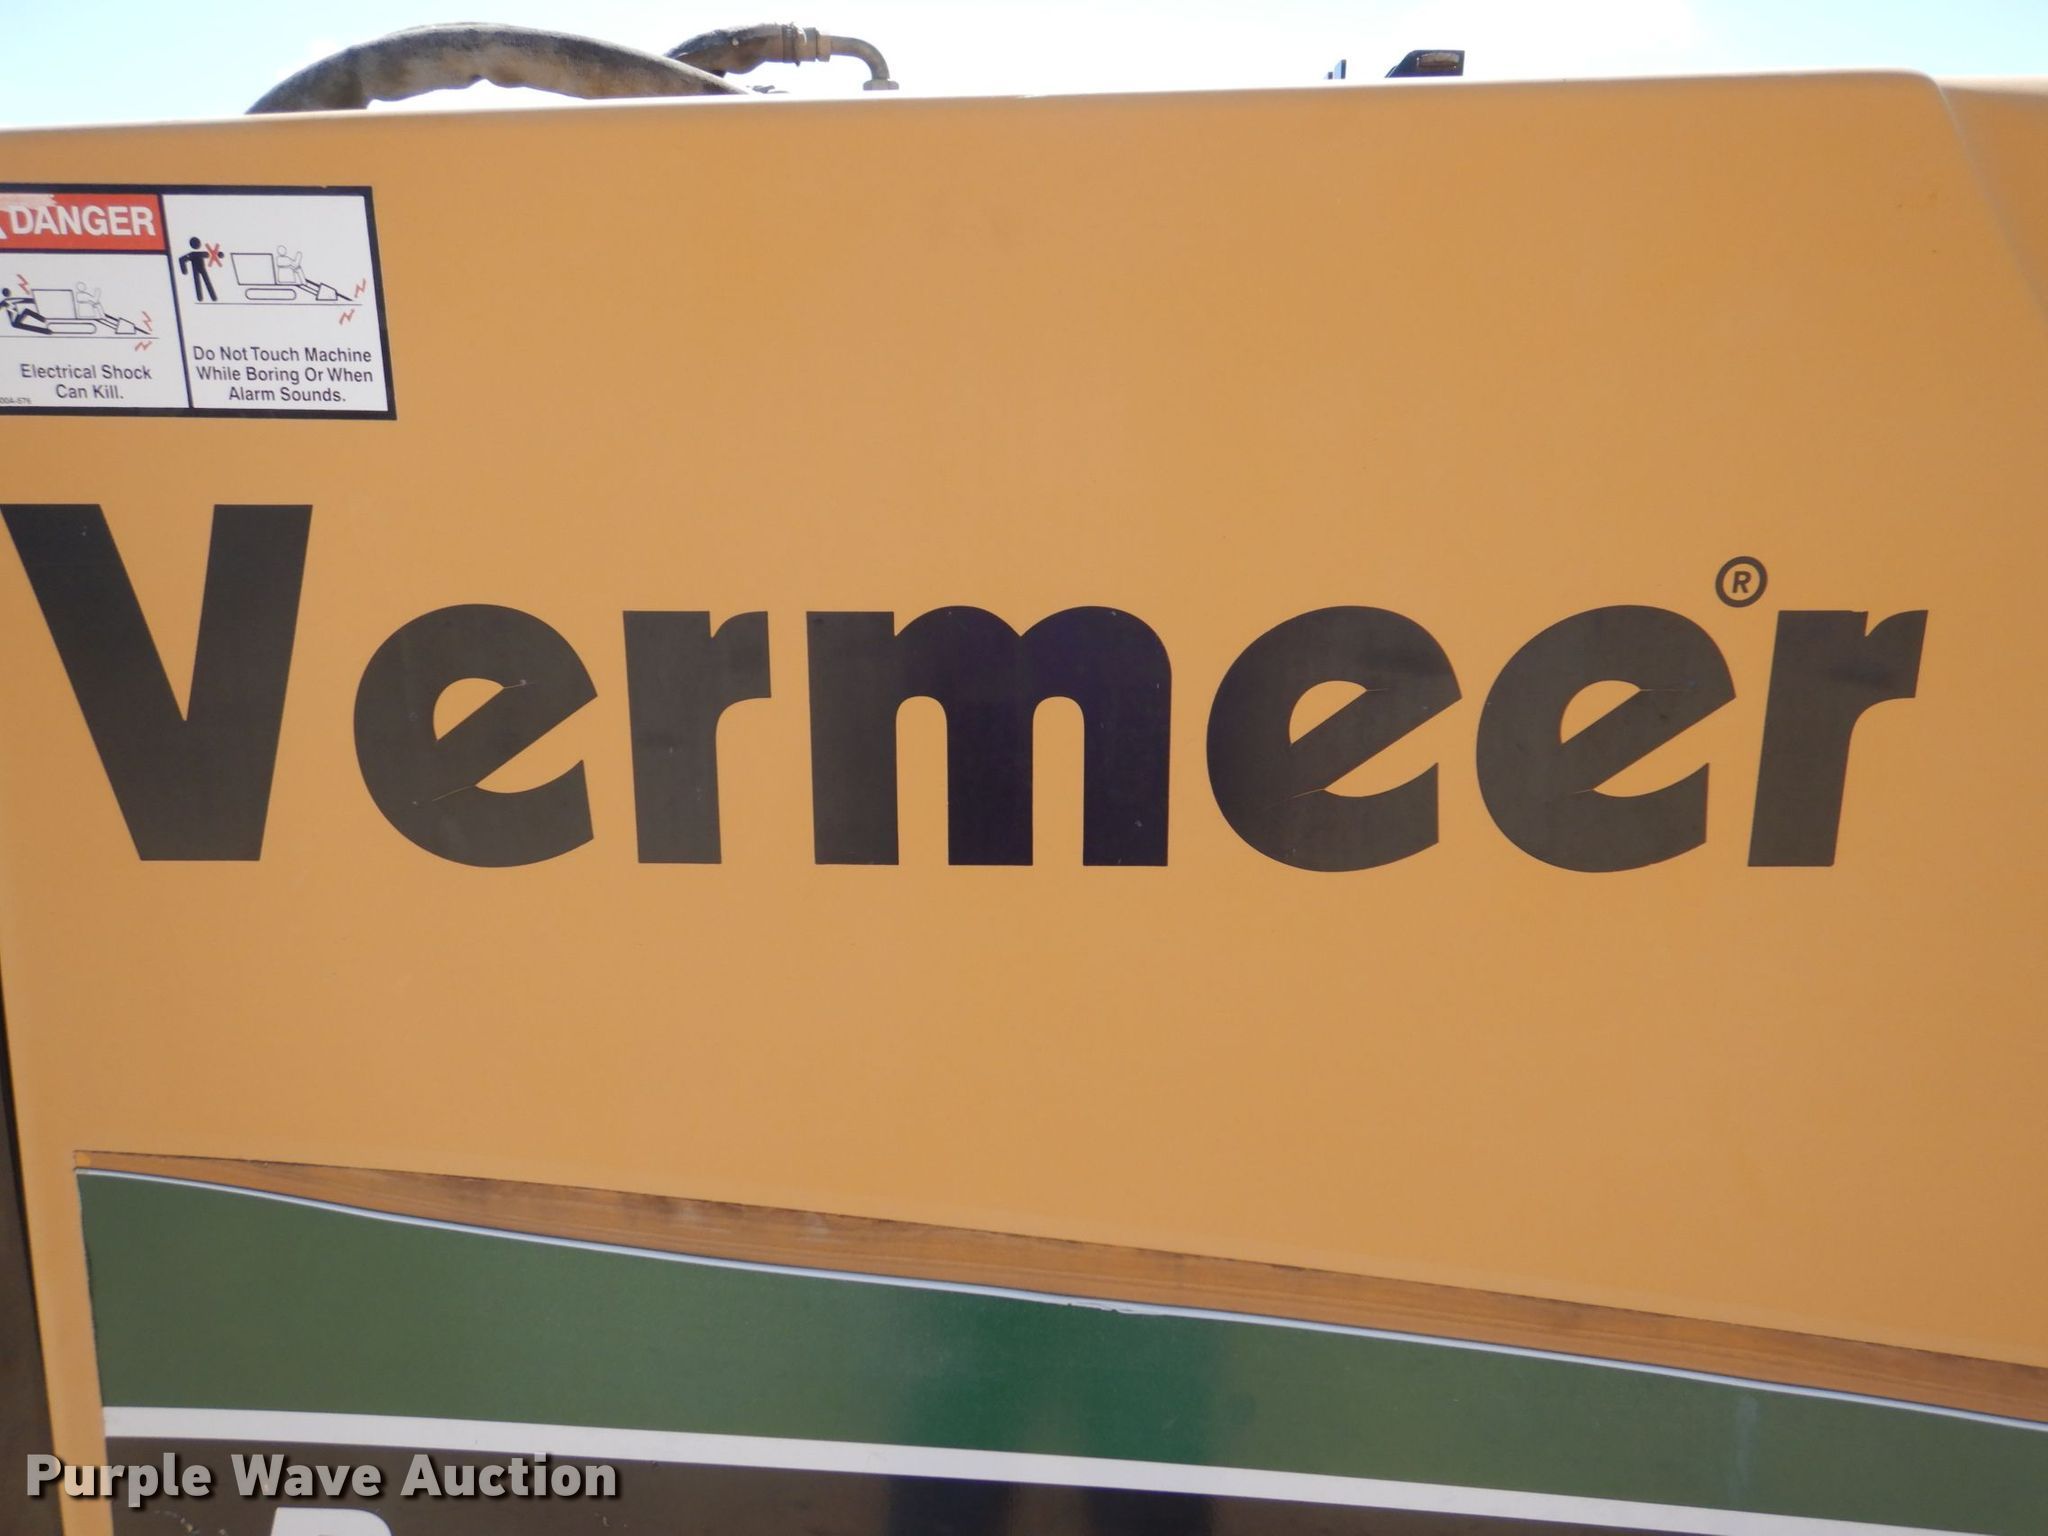 DANGER
Electrical Shock
Can Kill.
Do Not Touch Machine
While Boring Or When
Alarm Sounds.
Vermeer®
Purple Wave Auction